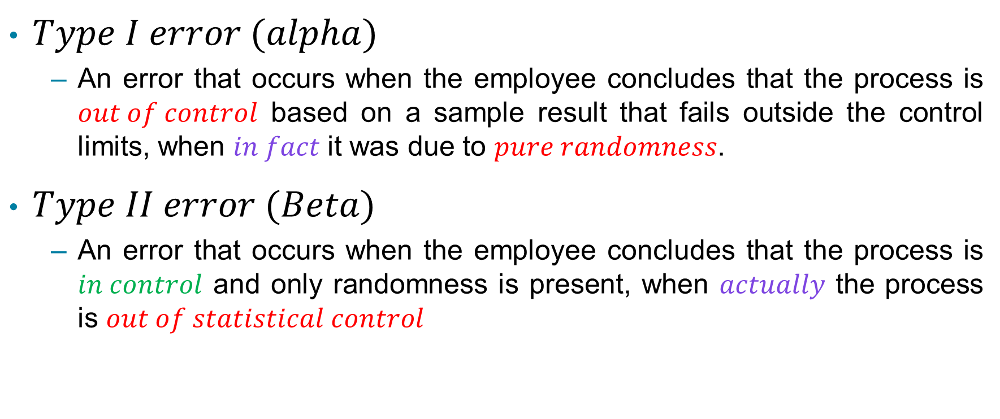 • Type I error (alpha)
– An error that occurs when the employee concludes that the process is
out of control based on a sample result that fails outside the control
limits, when in fact it was due to pure randomness.
• Type II error (Beta)
– An error that occurs when the employee concludes that the process is
in control and only randomness is present, when actually the process
is out of statistical control